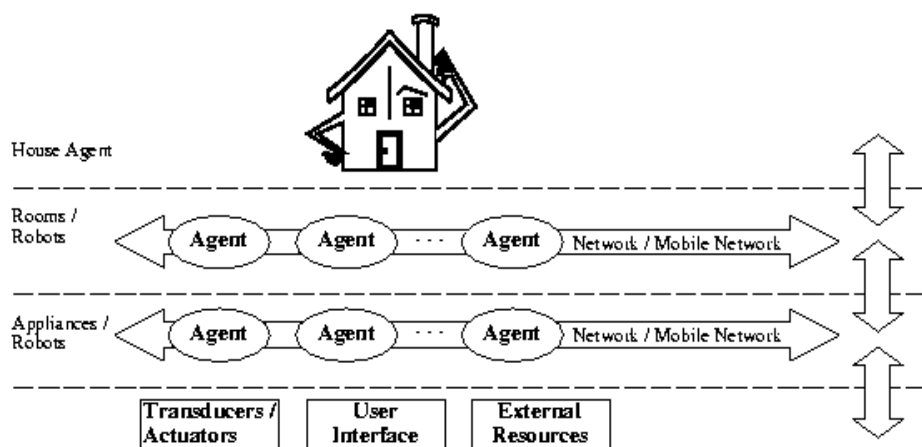 House Agent
Rooms /
Robots
Agent Agent ... Agent Network / Mobile Network
Appliances /
Robots
Agent Agent ... Agent Network / Mobile Network
Transducers /
Actuators
User
Interface
External
Resources